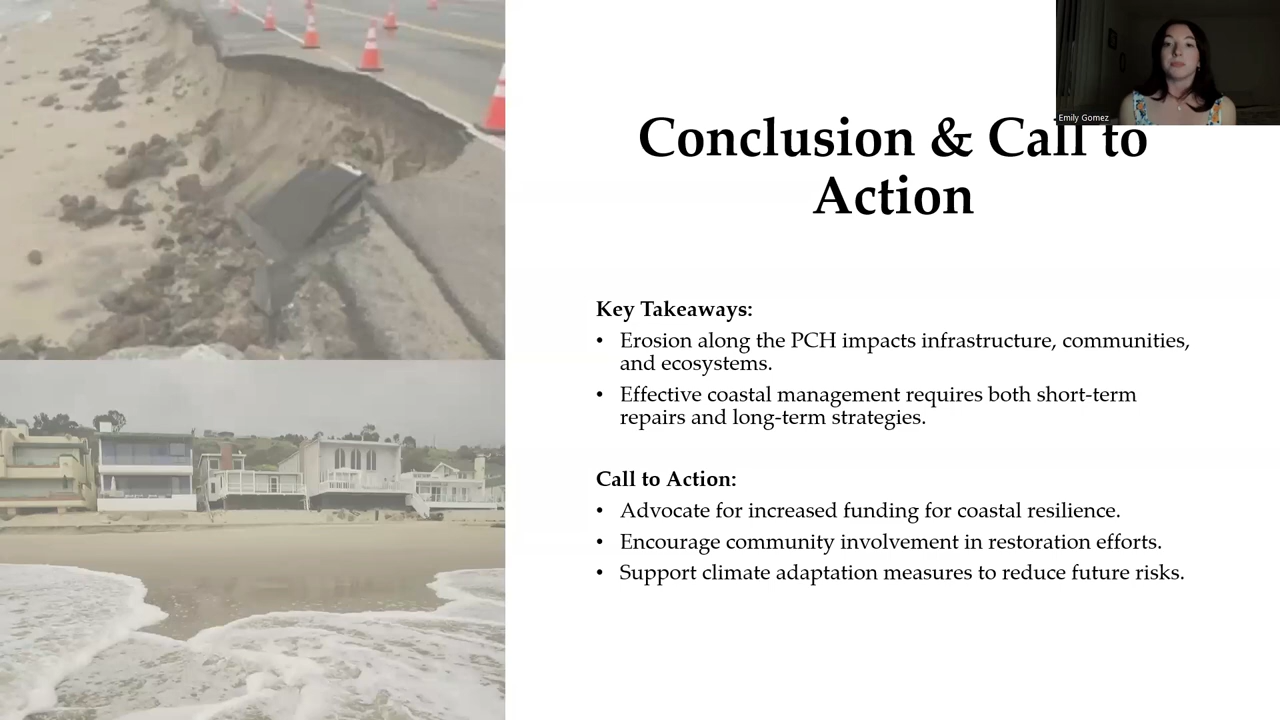 Emily Gomez
Conclusion & Call to
Action
Key Takeaways:
• Erosion along the PCH impacts infrastructure, communities,
and ecosystems.
• Effective coastal management requires both short-term
repairs and long-term strategies.
Call to Action:
• Advocate for increased funding for coastal resilience.
• Encourage community involvement in restoration efforts.
• Support climate adaptation measures to reduce future risks.